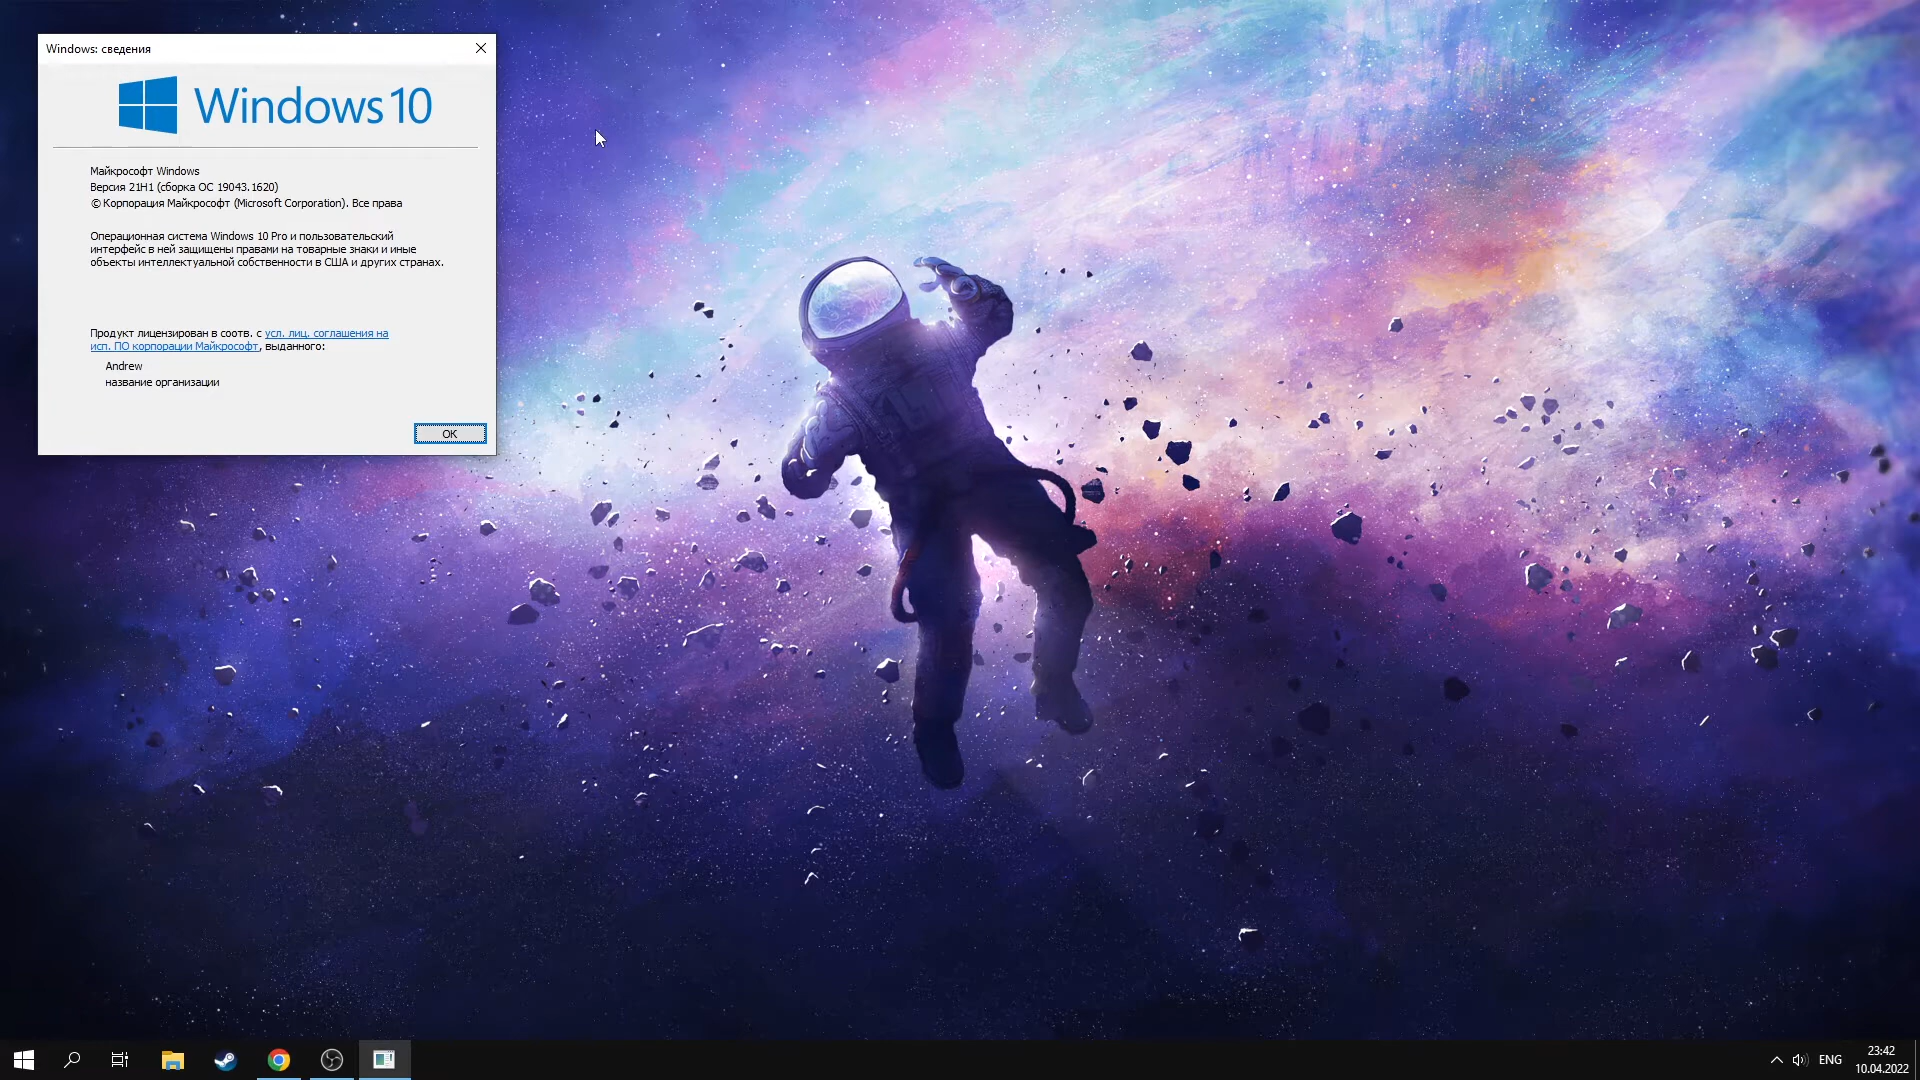 Windows: сведения
Windows 10
Майкрософт Windows
Версия 21H1 (сборка ОС 19043.1620)
© Корпорация Майкрософт (Microsoft Corporation). Все права
Операционная система Windows 10 Pro и пользовательский
интерфейс в ней защищены правами на товарные знаки и иные
объекты интеллектуальной собственности в США и других странах.
Продукт лицензирован в соотв. с усл. лиц. соглашения на
исп. ПО корпорации Майкрософт, выданного:
Andrew
название организации
ОК
ENG
23:42
10.04.2022